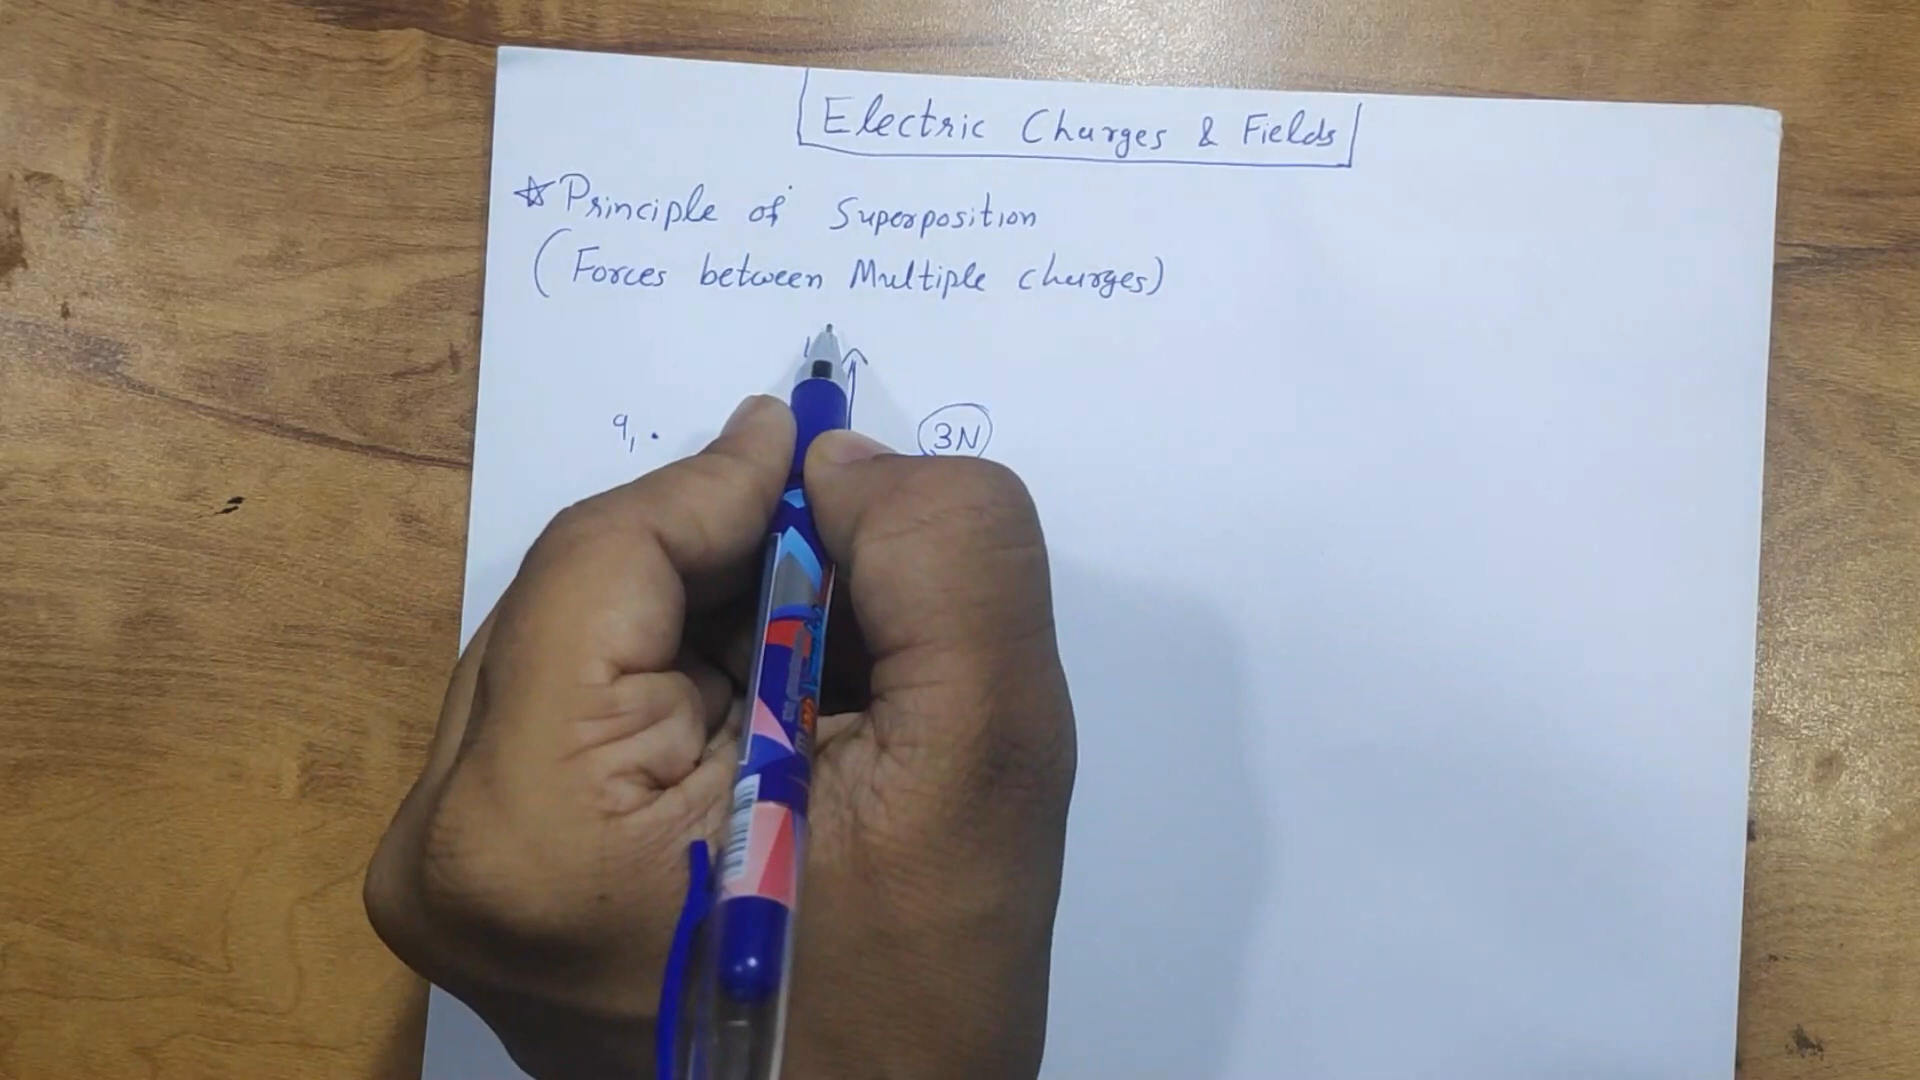 Electric Charges & Fields
☆ Principle of Superposition
(Forces between Multiple charges)
q₁ .
3N